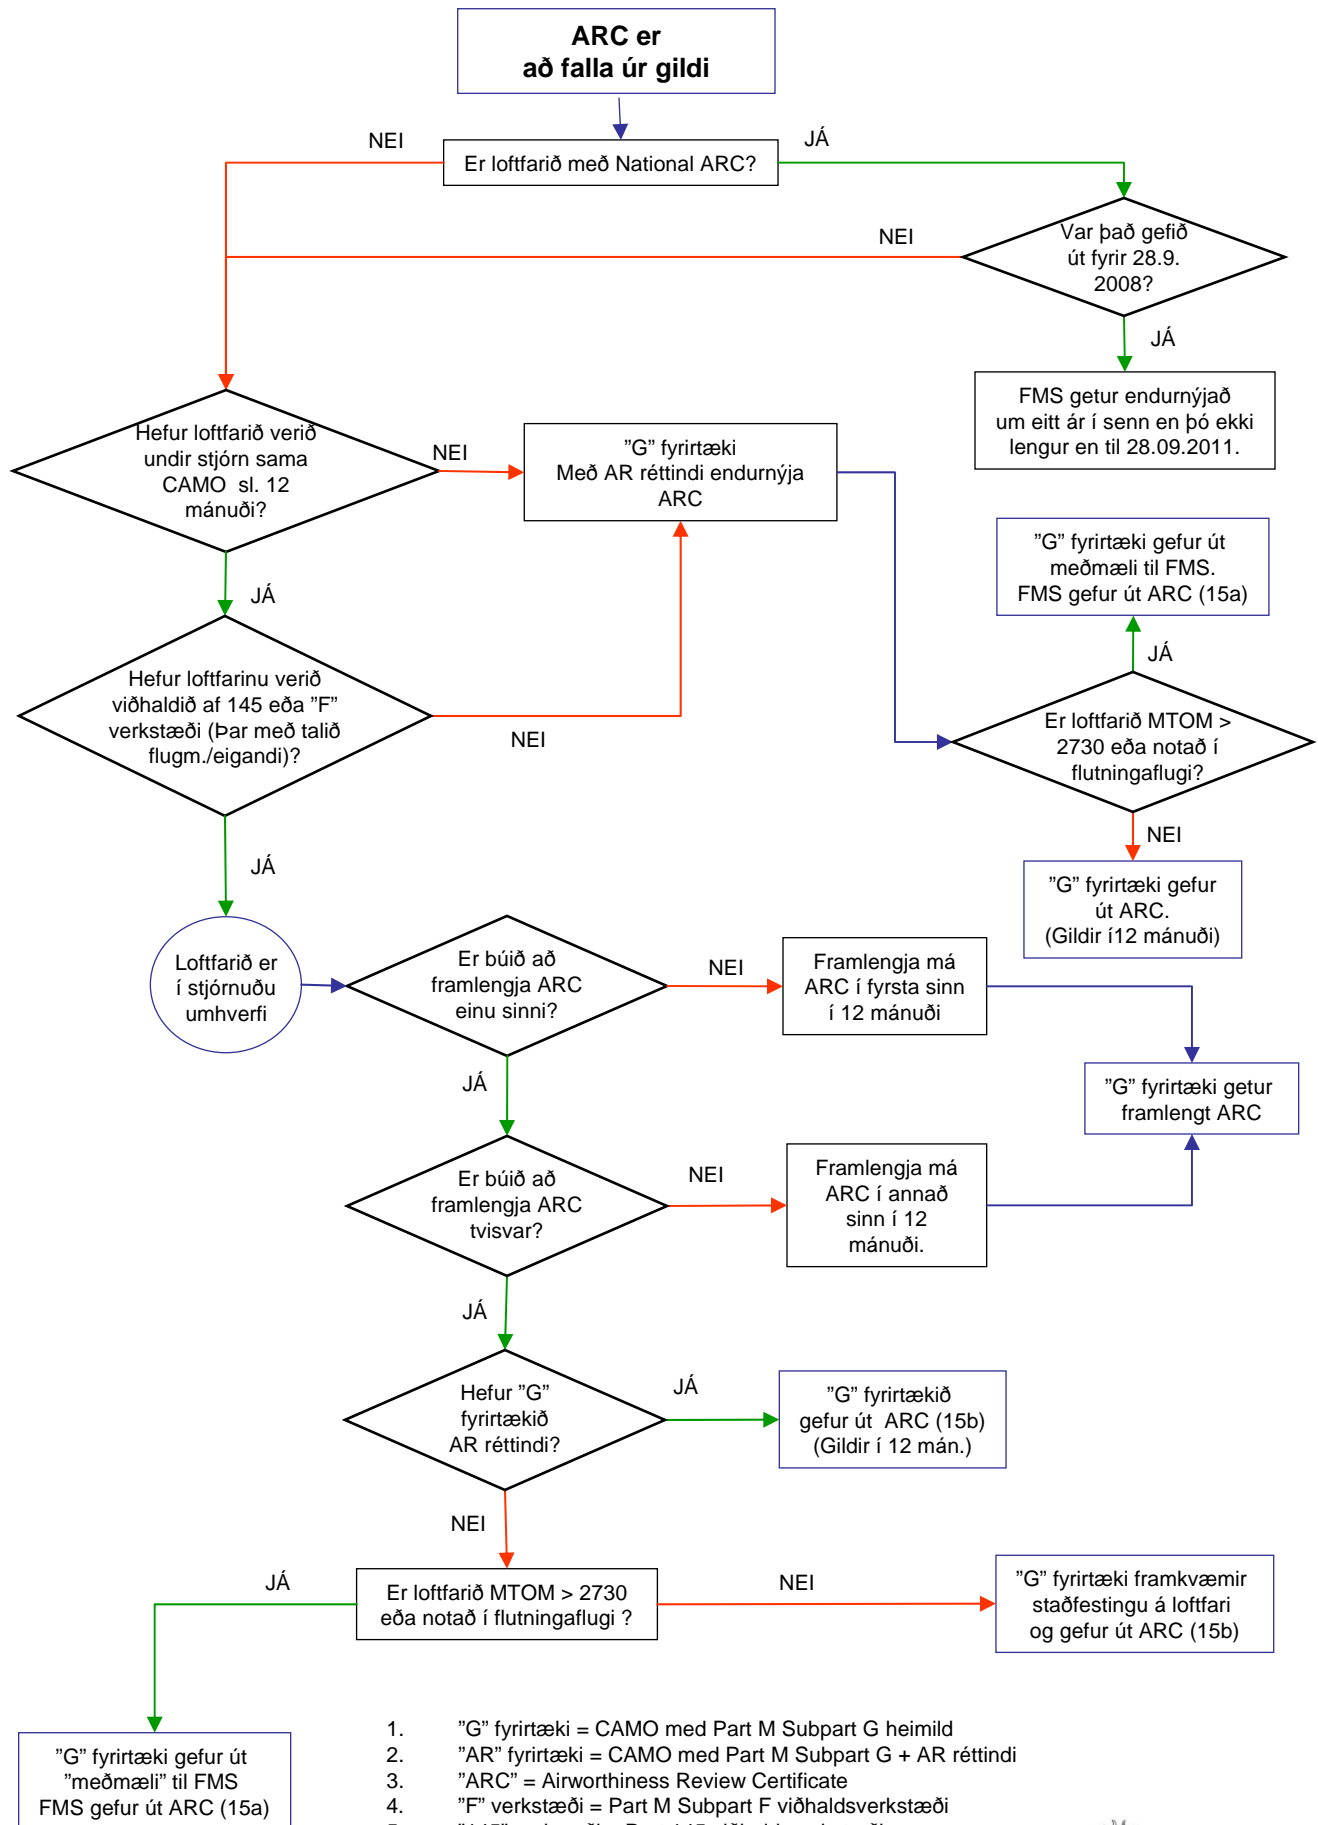 ARC er
að falla úr gildi
NEI
JÁ
Er loftfarið með National ARC?
NEI
Var það gefið
út fyrir 28.9.
2008?
JÁ
FMS getur endurnýjað
um eitt ár í senn en þó ekki
lengur en til 28.09.2011.
Hefur loftfarið verið
undir stjórn sama
CAMO sl. 12
mánuði?
NEI
"G" fyrirtæki
Með AR réttindi endurnýja
ARC
"G" fyrirtæki gefur út
meðmæli til FMS.
FMS gefur út ARC (15a)
JÁ
JÁ
Hefur loftfarinu verið
viðhaldið af 145 eða "F"
verkstæði (Þar með talið
flugm./eigandi)?
NEI
Er loftfarið MTOM >
2730 eða notað í
flutningaflugi?
NEI
JÁ
"G" fyrirtæki gefur
út ARC.
(Gildir í12 mánuði)
Loftfarið er
í stjórnuðu
umhverfi
Er búið að
framlengja ARC
einu sinni?
NEI
Framlengja má
ARC í fyrsta sinn
í 12 mánuði
JÁ
"G" fyrirtæki getur
framlengt ARC
Er búið að
framlengja ARC
tvisvar?
NEI
Framlengja má
ARC í annað
sinn í 12
mánuði.
JÁ
Hefur "G"
fyrirtækið
AR réttindi?
JÁ
"G" fyrirtækið
gefur út ARC (15b)
(Gildir í 12 mán.)
NEI
JÁ
Er loftfarið MTOM > 2730
eða notað í flutningaflugi ?
NEI
"G" fyrirtæki framkvæmir
staðfestingu á loftfari
og gefur út ARC (15b)
"G" fyrirtæki gefur út
"meðmæli" til FMS
FMS gefur út ARC (15a)
1. "G" fyrirtæki = CAMO med Part M Subpart G heimild
2. "AR" fyrirtæki = CAMO med Part M Subpart G + AR réttindi
3. "ARC" = Airworthiness Review Certificate
4. "F" verkstæði = Part M Subpart F viðhaldsverkstæði